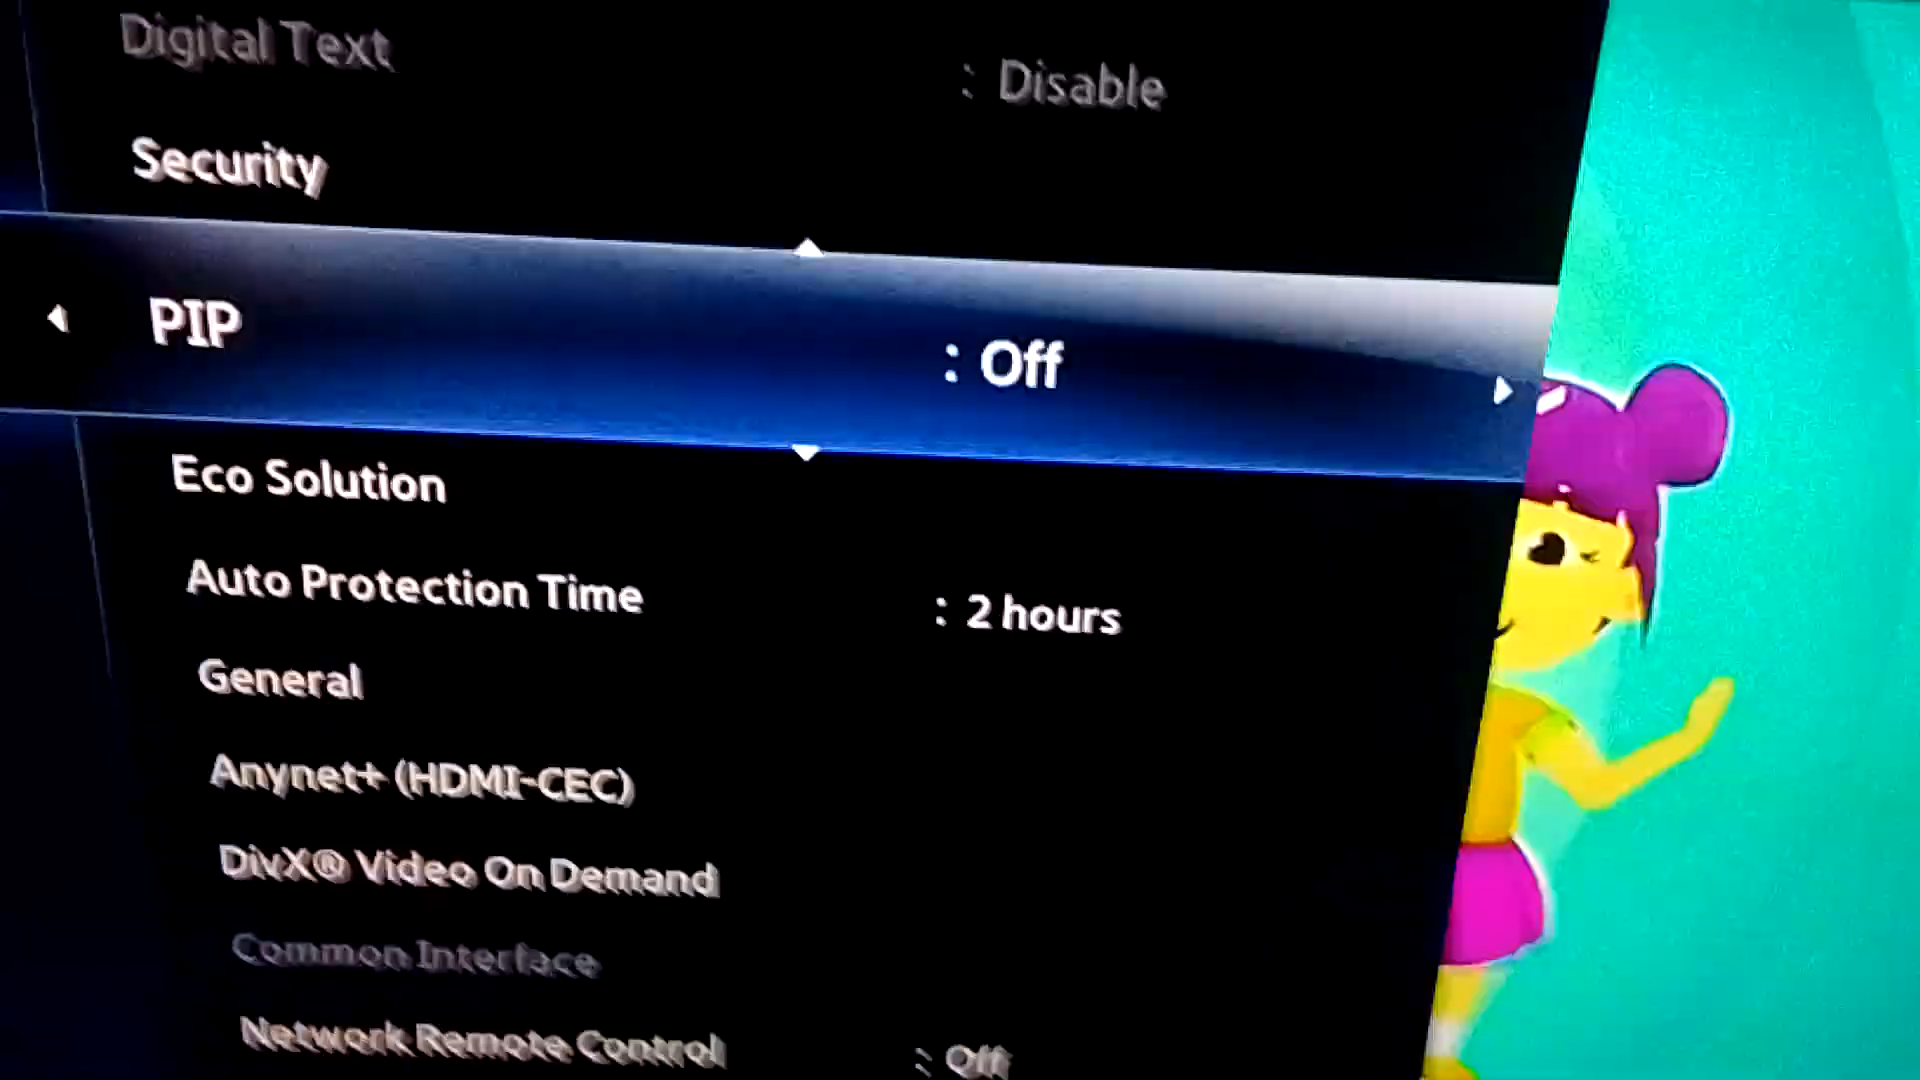 Digital Text : Disable
Security
PIP : Off
Eco Solution
Auto Protection Time : 2 hours
General
Anynet+ (HDMI-CEC)
DivX® Video On Demand
Common Interface
Network Remote Control : Off